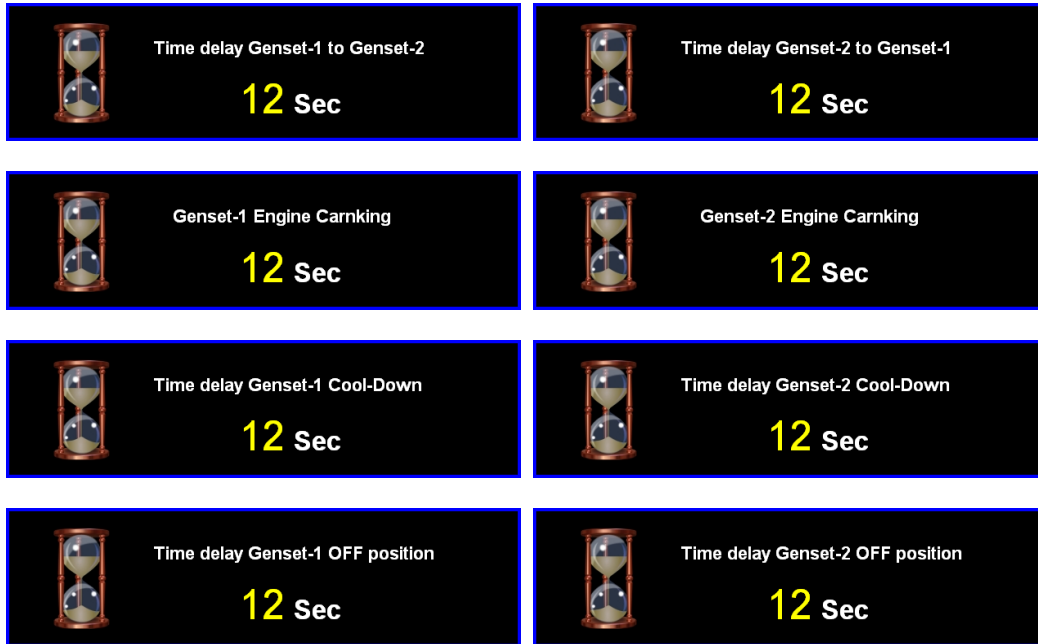 Time delay Genset-1 to Genset-2
12 Sec
Time delay Genset-2 to Genset-1
12 Sec
Genset-1 Engine Carnking
12 Sec
Genset-2 Engine Carnking
12 Sec
Time delay Genset-1 Cool-Down
12 Sec
Time delay Genset-2 Cool-Down
12 Sec
Time delay Genset-1 OFF position
12 Sec
Time delay Genset-2 OFF position
12 Sec